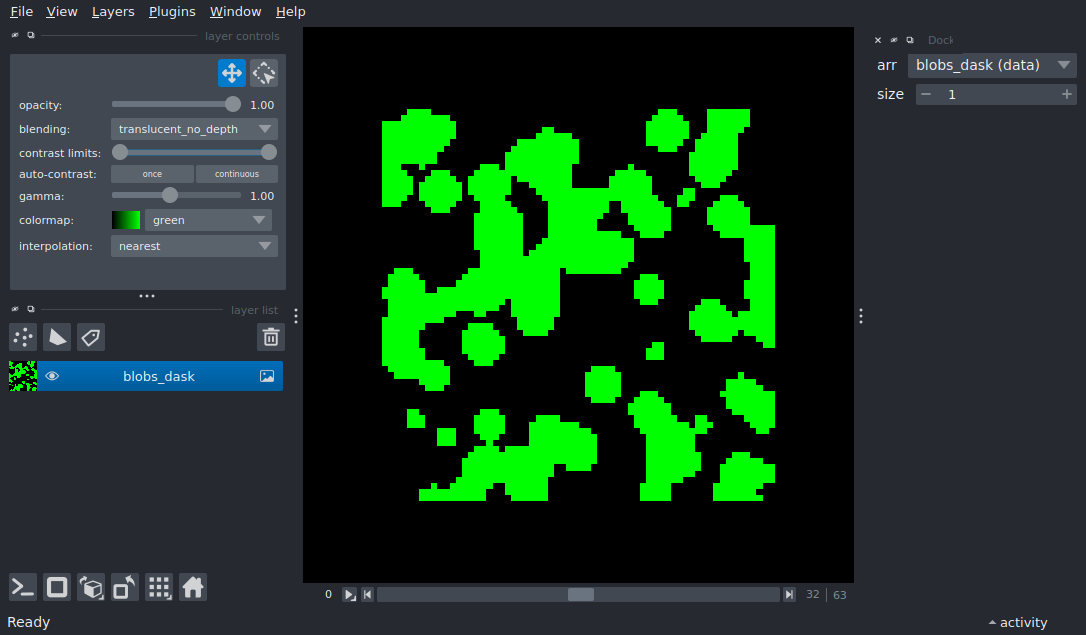 File View Layers Plugins Window Help
layer controls
opacity: 1.00
blending: translucent_no_depth
contrast limits:
auto-contrast: once continuous
gamma: 1.00
colormap: green
interpolation: nearest
layer list
blobs_dask
0 32 63
Ready
activity
Dock
arr blobs_dask (data)
size 1